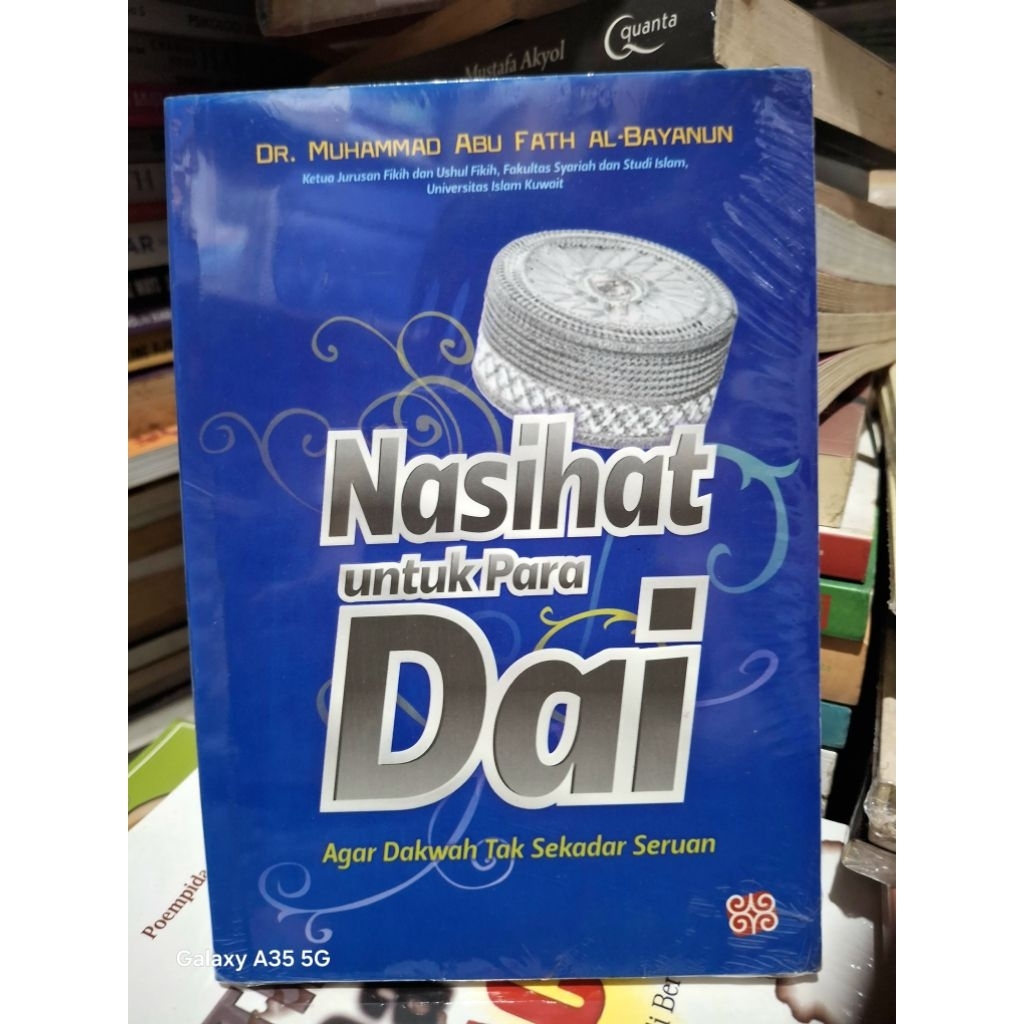 quanta
Mustafa Akyol
DR. MUHAMMAD ABU FATH AL-BAYANUN
Ketua Jurusan Fikih dan Ushul Fikih, Fakultas Syariah dan Studi Islam,
Universitas Islam Kuwait
Nasihat
untuk Para
Dai
Agar Dakwah Tak Sekadar Seruan
Poempida
Galaxy A35 5G